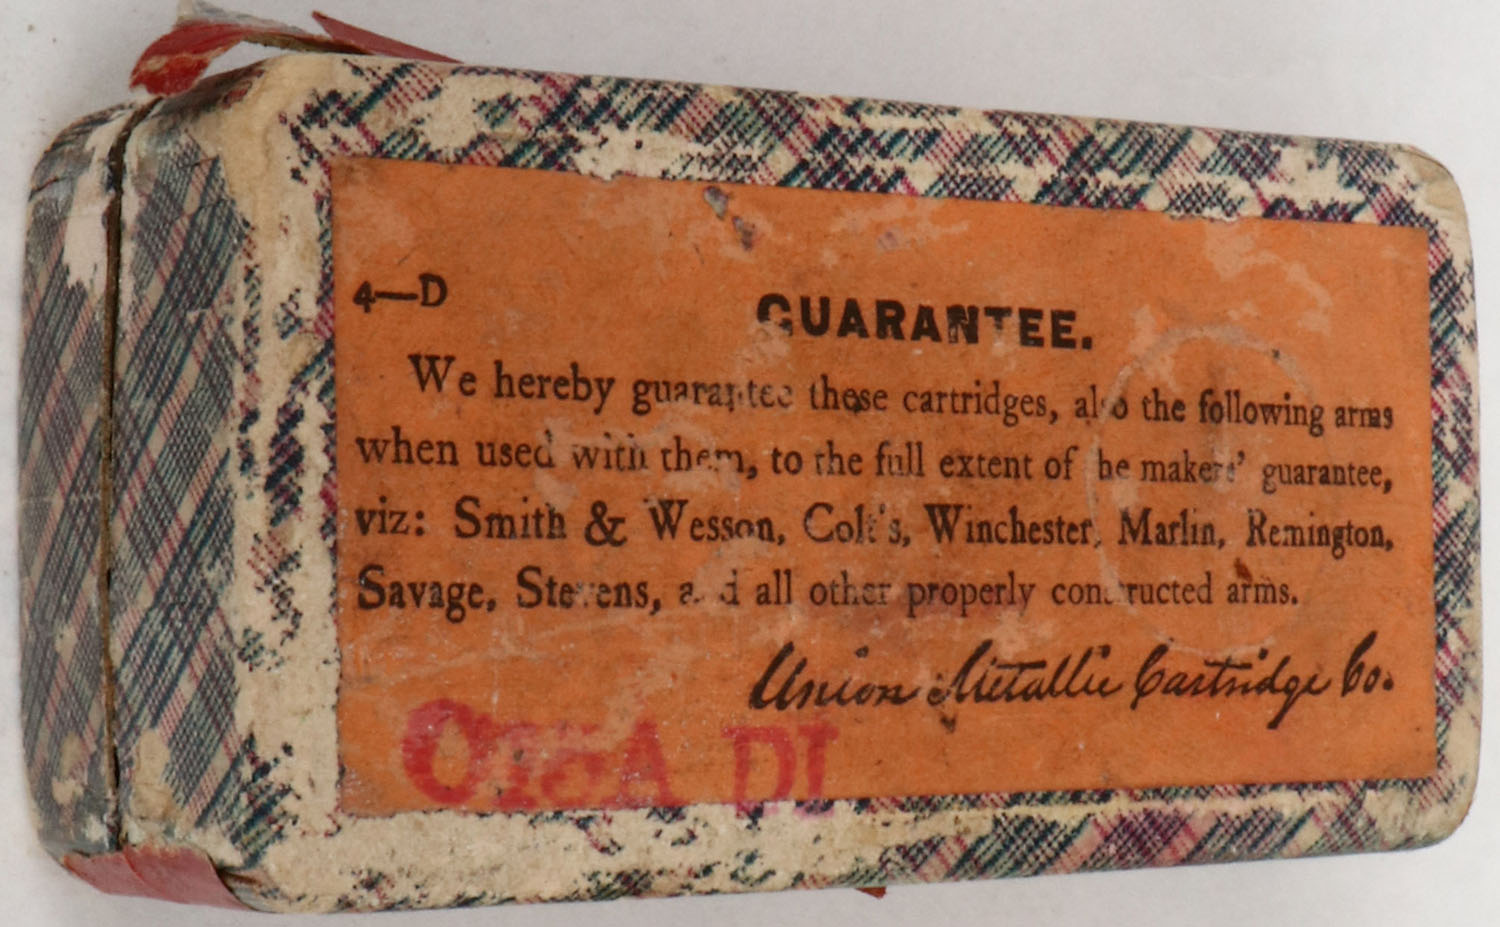 4—D
GUARANTEE.
We hereby guarantee these cartridges, also the following arms
when used with them, to the full extent of the makers' guarantee,
viz: Smith & Wesson, Colt's, Winchester, Marlin, Remington,
Savage, Stevens, and all other properly constructed arms.
Union Metallic Cartridge Co.